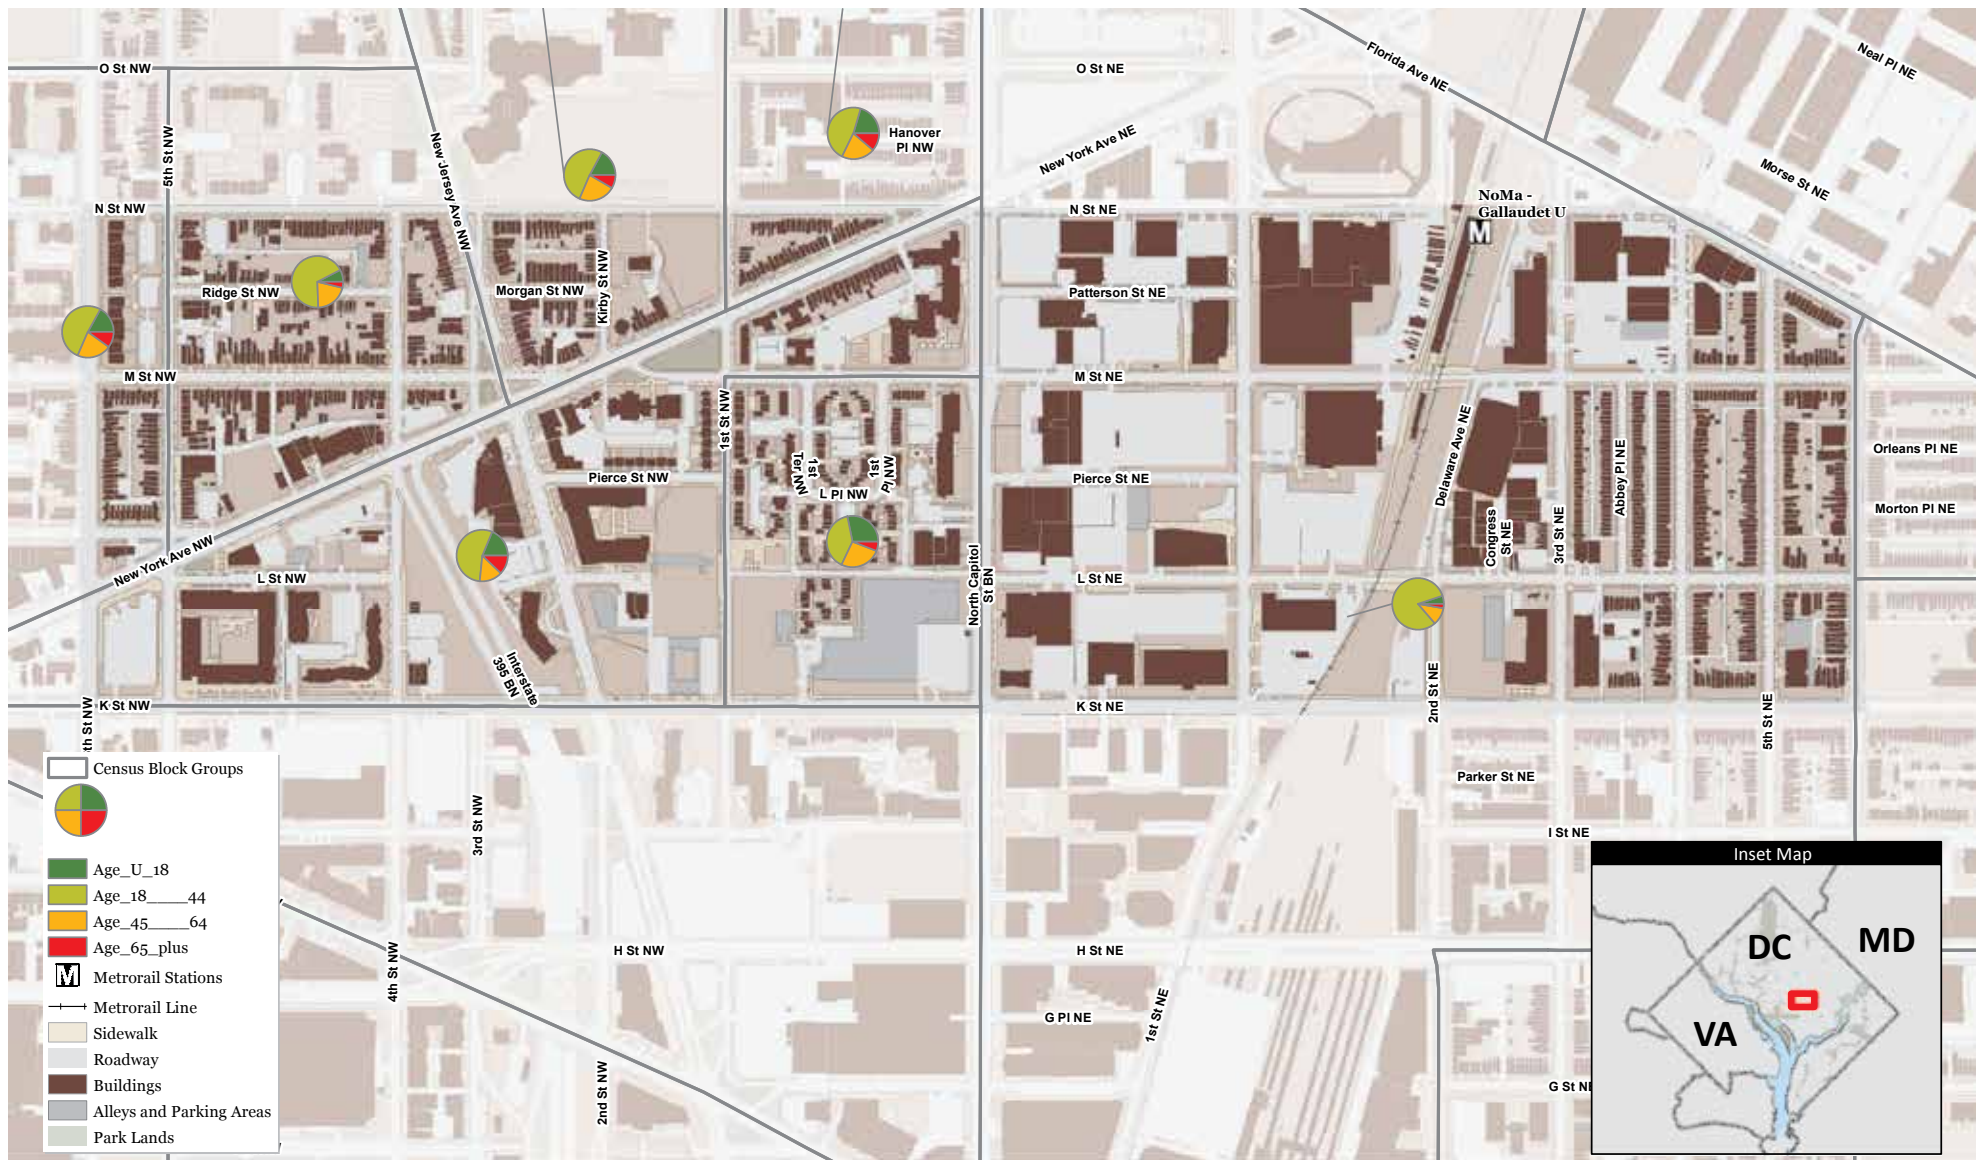 O St NW
O St NE
Florida Ave NE
Neal Pl NE
5th St NW
New Jersey Ave NW
Hanover
Pl NW
New York Ave NE
Morse St NE
N St NW
N St NE
NoMa -
Gallaudet U
M
Ridge St NW
Morgan St NW
Kirby St NW
Patterson St NE
M St NW
M St NE
1st St NW
1st
Ter NW
1st
Pl NW
L Pl NW
Pierce St NW
Pierce St NE
Delaware Ave NE
Congress
St NE
3rd St NE
Abbey Pl NE
Orleans Pl NE
Morton Pl NE
New York Ave NW
L St NW
North Capitol
St BN
L St NE
Interstate
395 BN
2nd St NE
5th St NE
K St NW
K St NE
th St NW
Parker St NE
I St NE
3rd St NW
4th St NW
H St NW
H St NE
G Pl NE
1st St NE
2nd St NW
G St NE
Census Block Groups
Age_U_18
Age_18____44
Age_45____64
Age_65_plus
M Metrorail Stations
Metrorail Line
Sidewalk
Roadway
Buildings
Alleys and Parking Areas
Park Lands
Inset Map
DC
MD
VA